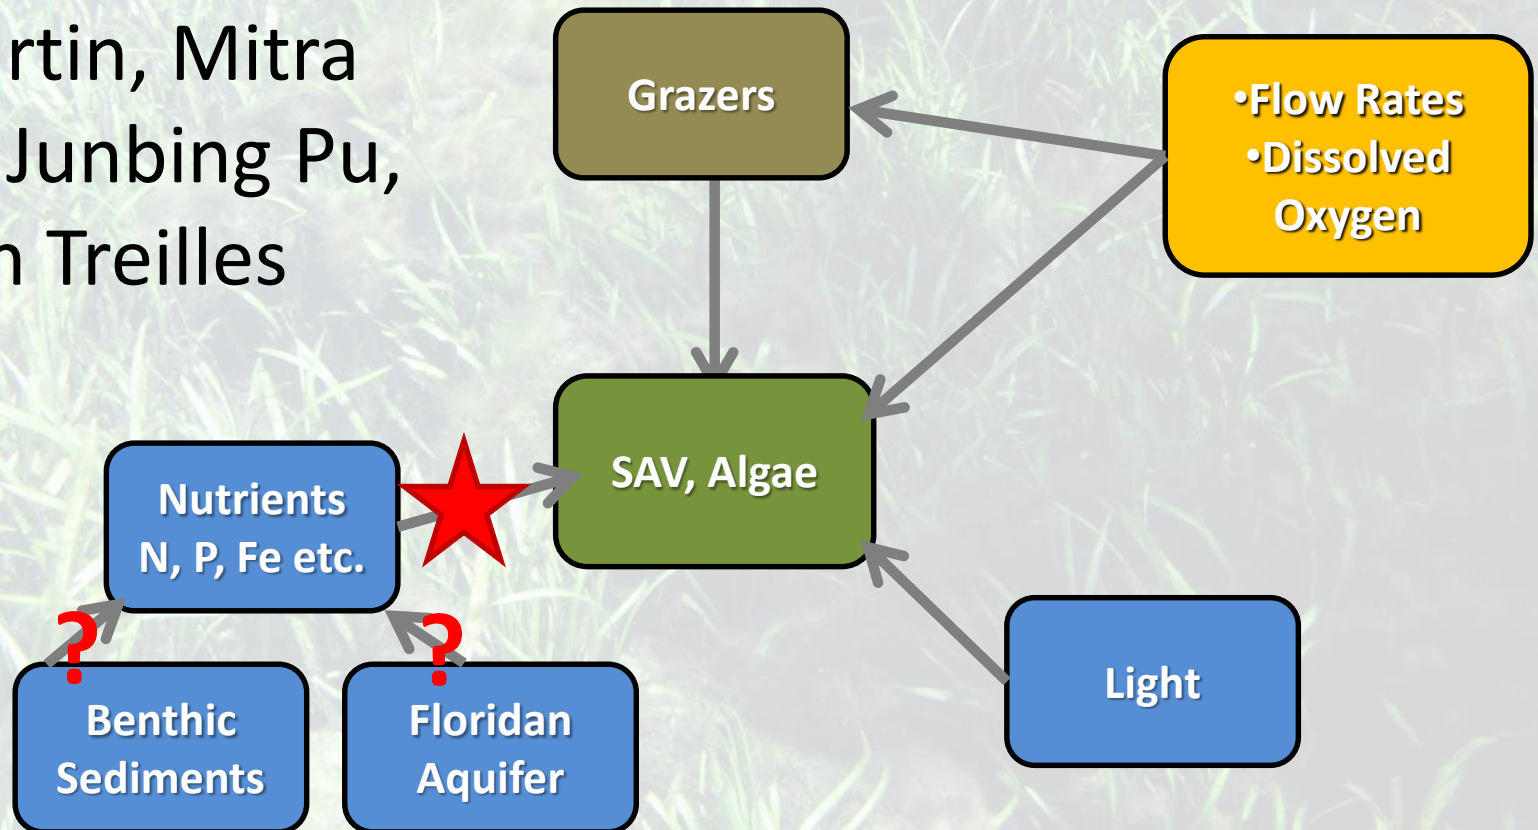 rtin, Mitra
Junbing Pu,
n Treilles
Grazers
•Flow Rates
•Dissolved
Oxygen
SAV, Algae
Nutrients
N, P, Fe etc.
?
?
Benthic
Sediments
Floridan
Aquifer
Light